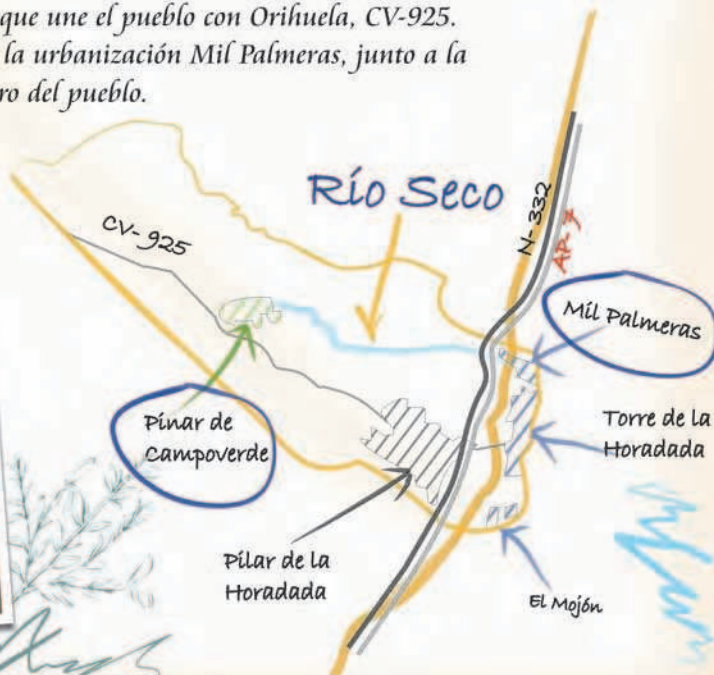 que une el pueblo con Orihuela, CV-925.
la urbanización Mil Palmeras, junto a la
ro del pueblo.
Río Seco
CV-925
N-332
AP-7
Mil Palmeras
Pinar de
Campoverde
Torre de la
Horadada
Pilar de la
Horadada
El Mojón